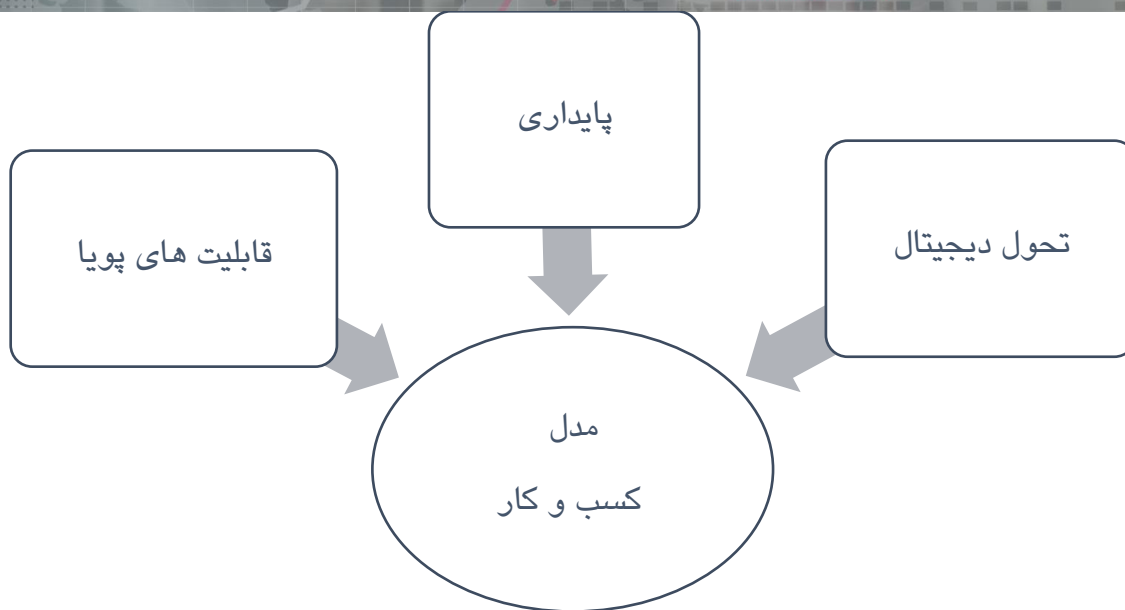 پایداری
تحول دیجیتال
قابلیت های پویا
مدل
کسب و کار